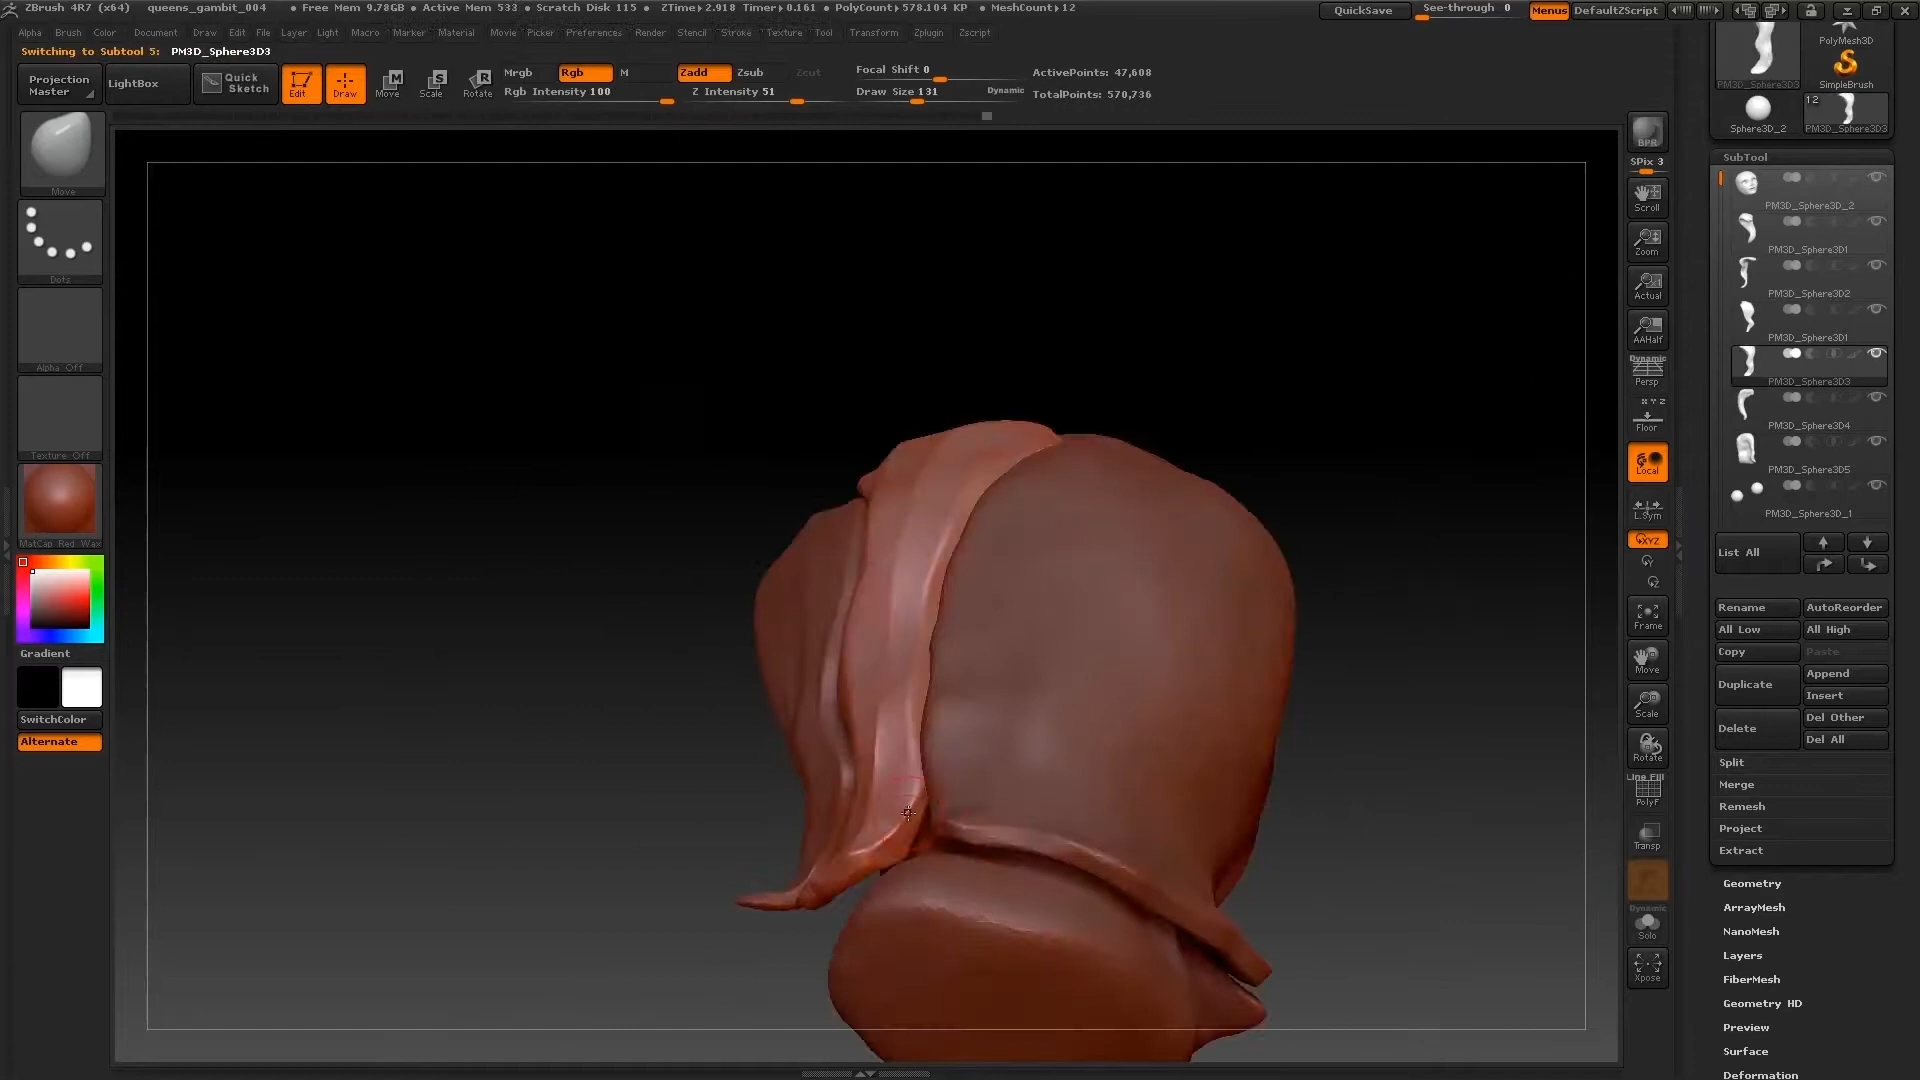 ZBrush 4R7 (x64) queens_gambit_004 • Free Mem 9.78GB • Active Mem 533 • Scratch Disk 115 • ZTime▸2.918 Timer▸0.161 • PolyCount▸578.104 KP • MeshCount▸12 QuickSave See-through 0 Menus DefaultZScript
Alpha Brush Color Document Draw Edit File Layer Light Macro Marker Material Movie Picker Preferences Render Stencil Stroke Texture Tool Transform Zplugin Zscript
Switching to Subtool 5: PM3D_Sphere3D3
Projection Master
LightBox
Quick Sketch
Edit
Draw
Move
Scale
Rotate
Mrgb Rgb M
Rgb Intensity 100
Zadd Zsub Zcut
Z Intensity 51
Focal Shift 0
Draw Size 131
Dynamic
ActivePoints: 47,608
TotalPoints: 570,736
Move
Dots
Alpha Off
Texture Off
MatCap Red Wax
Gradient
SwitchColor
Alternate
BPR
SPix 3
Scroll
Zoom
Actual
AAHalf
Dynamic
Persp
X Y Z
Floor
Local
L.Sym
XYZ
Y
Z
Frame
Move
Scale
Rotate
Line Fill
PolyF
Transp
Dynamic
Solo
Xpose
PM3D_Sphere3D3
PolyMesh3D
SimpleBrush
Sphere3D_2
12
PM3D_Sphere3D3
SubTool
PM3D_Sphere3D_2
PM3D_Sphere3D1
PM3D_Sphere3D2
PM3D_Sphere3D1
PM3D_Sphere3D3
PM3D_Sphere3D4
PM3D_Sphere3D5
PM3D_Sphere3D_1
List All
Rename AutoReorder
All Low All High
Copy Paste
Duplicate Append
Insert
Delete Del Other
Del All
Split
Merge
Remesh
Project
Extract
Geometry
ArrayMesh
NanoMesh
Layers
FiberMesh
Geometry HD
Preview
Surface
Deformation